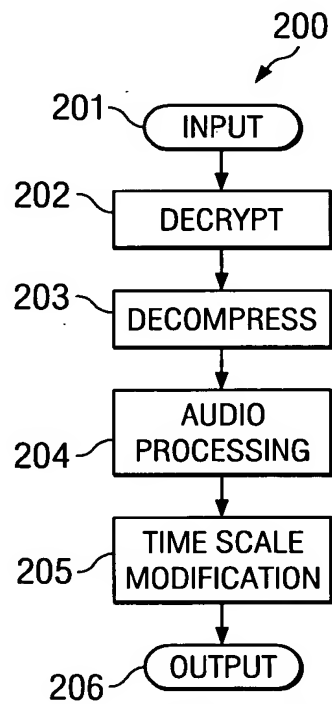 200
201
INPUT
202
DECRYPT
203
DECOMPRESS
204
AUDIO
PROCESSING
205
TIME SCALE
MODIFICATION
206
OUTPUT